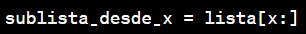 sublista_desde_x = lista[x:]